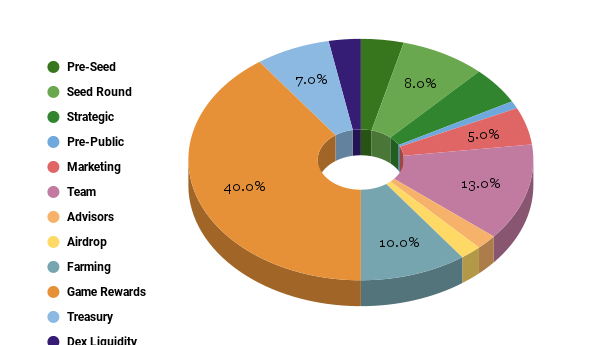 Pre-Seed
Seed Round
Strategic
Pre-Public
Marketing
Team
Advisors
Airdrop
Farming
Game Rewards
Treasury
Dex Liquidity
7.0%
8.0%
5.0%
13.0%
10.0%
40.0%